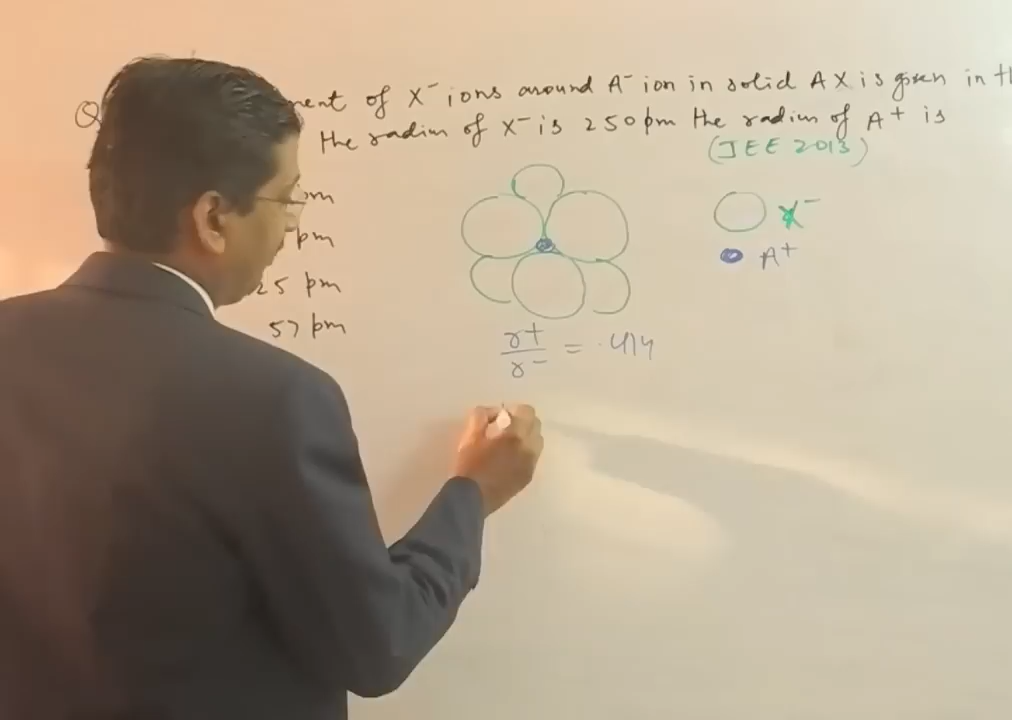 Q ment of X⁻ ions around A⁻ ion in solid AX is given in th
the radius of X⁻ is 250 pm the radius of A+ is
(JEE 2013)
pm
pm
25 pm
57 pm
X⁻
A+
r+/r- = .414